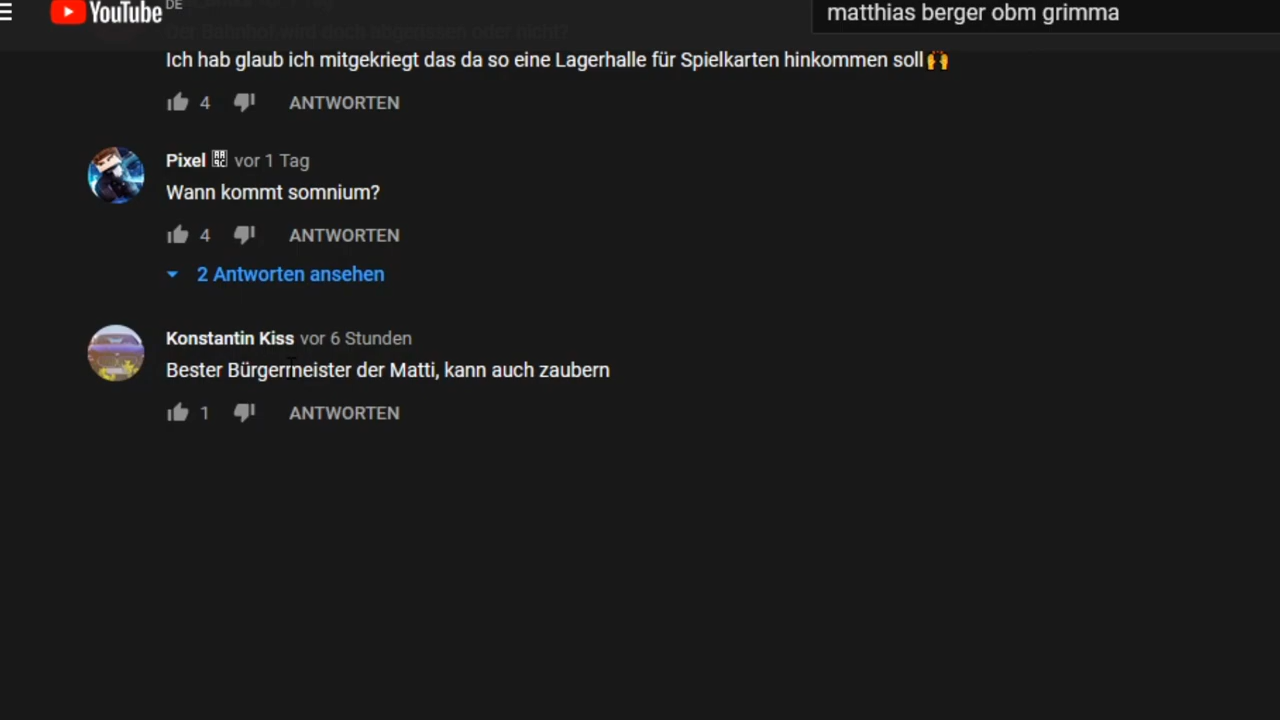 YouTube DE
matthias berger obm grimma
Der Bahnhof wird doch abgerissen oder nicht?
Ich hab glaub ich mitgekriegt das da so eine Lagerhalle für Spielkarten hinkommen soll🙌
4 ANTWORTEN
Pixel vor 1 Tag
Wann kommt somnium?
4 ANTWORTEN
2 Antworten ansehen
Konstantin Kiss vor 6 Stunden
Bester Bürgermeister der Matti, kann auch zaubern
1 ANTWORTEN